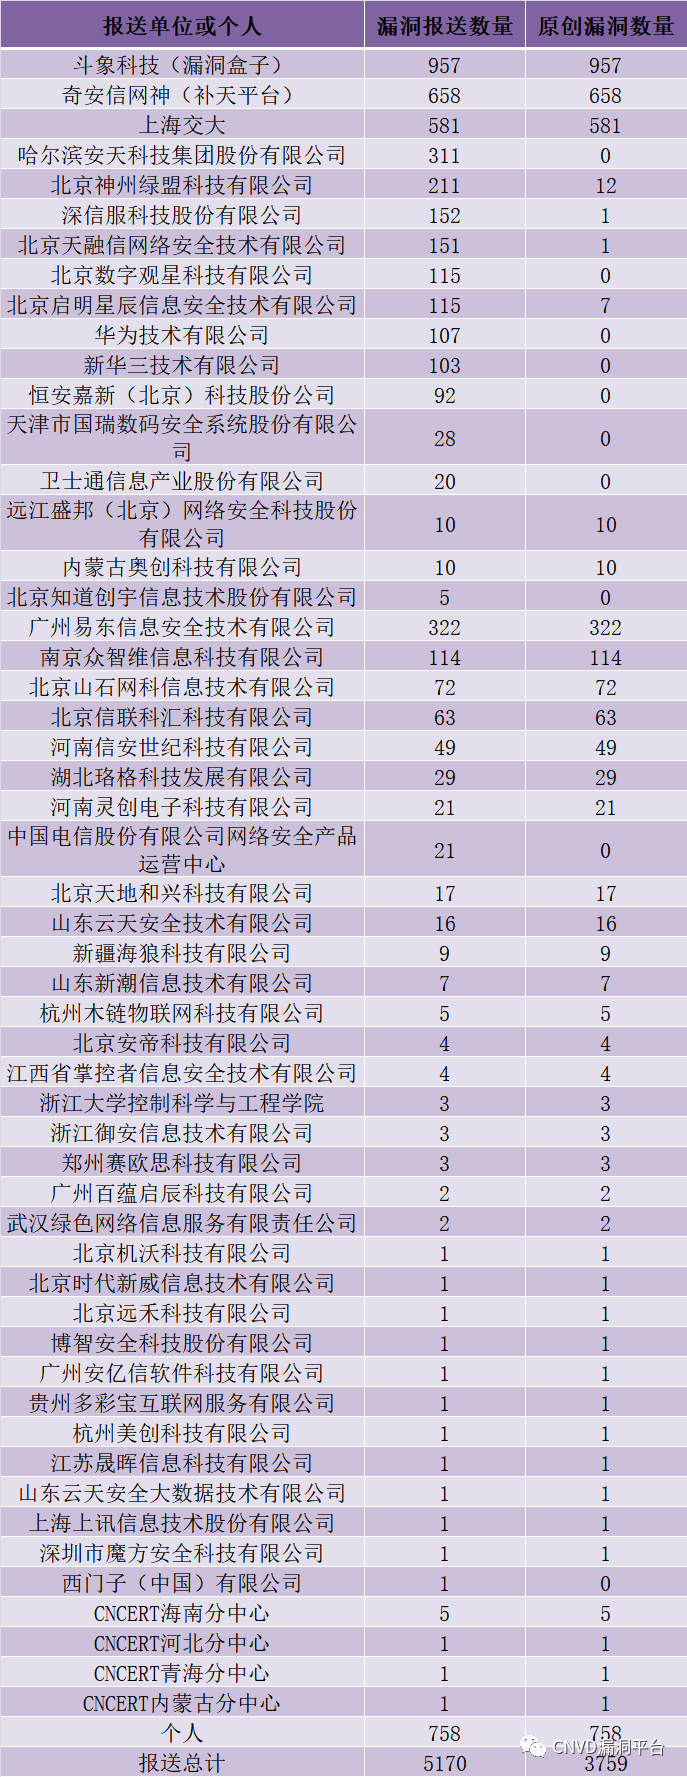 报送单位或个人 漏洞报送数量 原创漏洞数量
斗象科技（漏洞盒子） 957 957
奇安信网神（补天平台） 658 658
上海交大 581 581
哈尔滨安天科技集团股份有限公司 311 0
北京神州绿盟科技有限公司 211 12
深信服科技股份有限公司 152 1
北京天融信网络安全技术有限公司 151 1
北京数字观星科技有限公司 115 0
北京启明星辰信息安全技术有限公司 115 7
华为技术有限公司 107 0
新华三技术有限公司 103 0
恒安嘉新（北京）科技股份公司 92 0
天津市国瑞数码安全系统股份有限公
司 28 0
卫士通信息产业股份有限公司 20 0
远江盛邦（北京）网络安全科技股份
有限公司 10 10
内蒙古奥创科技有限公司 10 10
北京知道创宇信息技术股份有限公司 5 0
广州易东信息安全技术有限公司 322 322
南京众智维信息科技有限公司 114 114
北京山石网科信息技术有限公司 72 72
北京信联科汇科技有限公司 63 63
河南信安世纪科技有限公司 49 49
湖北珞格科技发展有限公司 29 29
河南灵创电子科技有限公司 21 21
中国电信股份有限公司网络安全产品
运营中心 21 0
北京天地和兴科技有限公司 17 17
山东云天安全技术有限公司 16 16
新疆海狼科技有限公司 9 9
山东新潮信息技术有限公司 7 7
杭州木链物联网科技有限公司 5 5
北京安帝科技有限公司 4 4
江西省掌控者信息安全技术有限公司 4 4
浙江大学控制科学与工程学院 3 3
浙江御安信息技术有限公司 3 3
郑州赛欧思科技有限公司 3 3
广州百蕴启辰科技有限公司 2 2
武汉绿色网络信息服务有限责任公司 2 2
北京机沃科技有限公司 1 1
北京时代新威信息技术有限公司 1 1
北京远禾科技有限公司 1 1
博智安全科技股份有限公司 1 1
广州安亿信软件科技有限公司 1 1
贵州多彩宝互联网服务有限公司 1 1
杭州美创科技有限公司 1 1
江苏晟晖信息科技有限公司 1 1
山东云天安全大数据技术有限公司 1 1
上海上讯信息技术股份有限公司 1 1
深圳市魔方安全科技有限公司 1 1
西门子（中国）有限公司 1 0
CNCERT海南分中心 5 5
CNCERT河北分中心 1 1
CNCERT青海分中心 1 1
CNCERT内蒙古分中心 1 1
个人 758 758
CNVD漏洞平台
报送总计 5170 3759